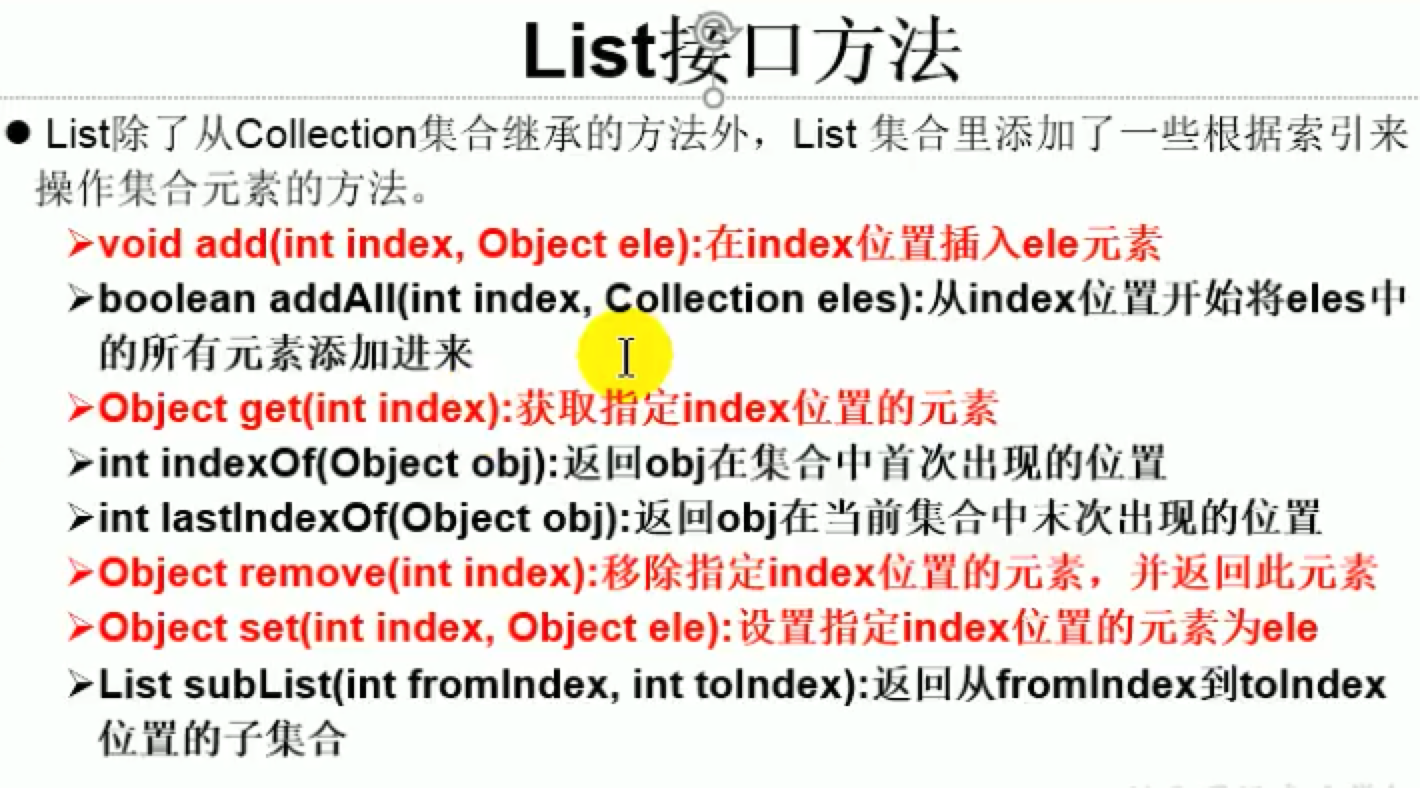 List接口方法
● List除了从Collection集合继承的方法外，List 集合里添加了一些根据索引来
操作集合元素的方法。
➢void add(int index, Object ele):在index位置插入ele元素
➢boolean addAll(int index, Collection eles):从index位置开始将eles中
的所有元素添加进来
➢Object get(int index):获取指定index位置的元素
➢int indexOf(Object obj):返回obj在集合中首次出现的位置
➢int lastIndexOf(Object obj):返回obj在当前集合中末次出现的位置
➢Object remove(int index):移除指定index位置的元素，并返回此元素
➢Object set(int index, Object ele):设置指定index位置的元素为ele
➢List subList(int fromIndex, int toIndex):返回从fromIndex到toIndex
位置的子集合